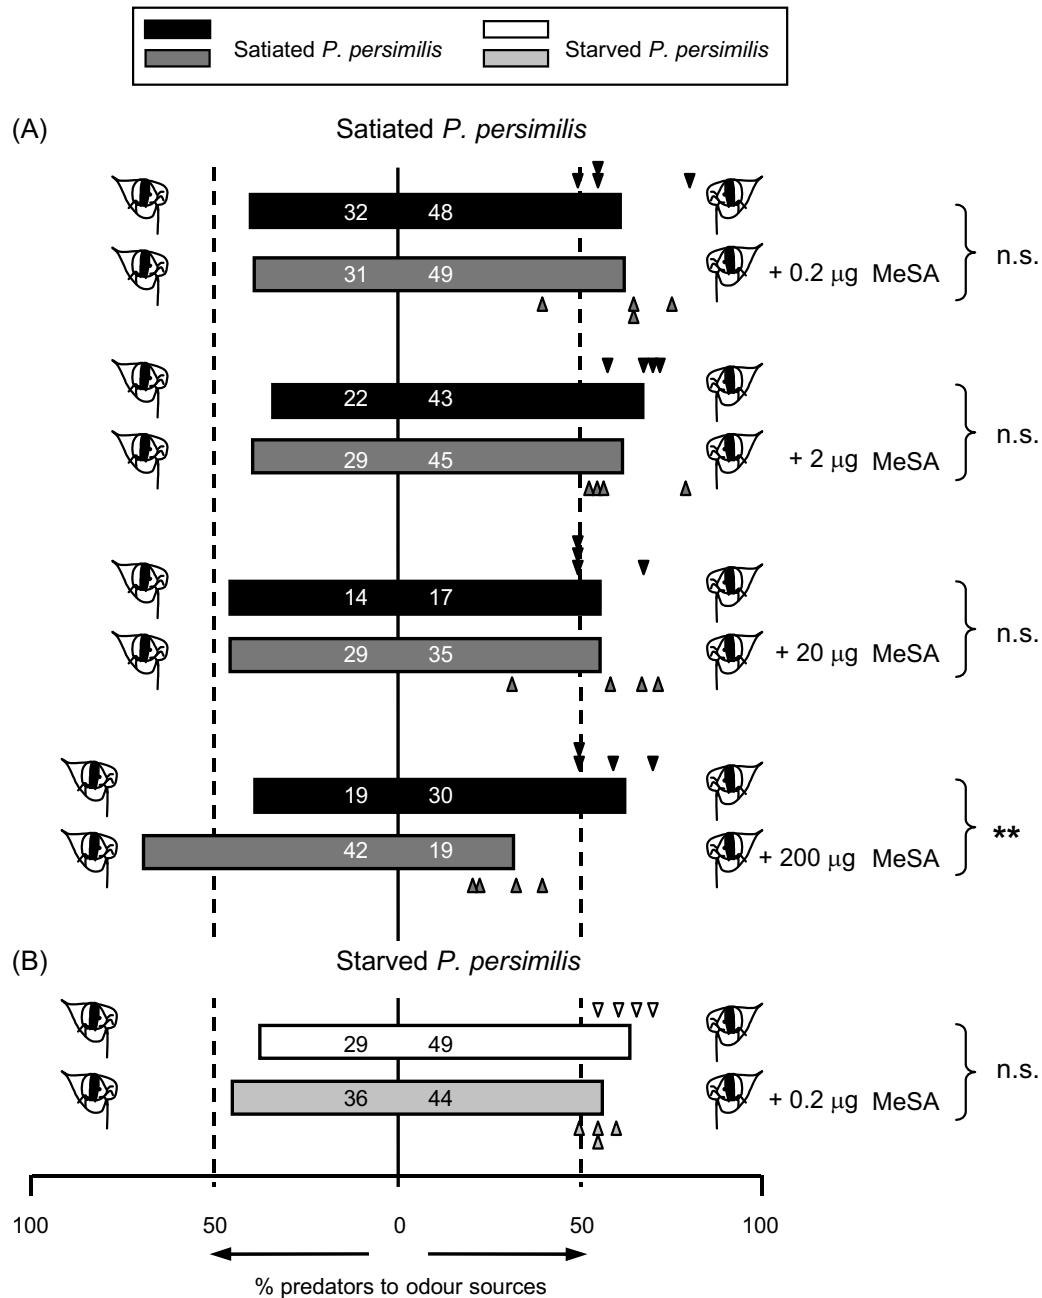 Satiated P. persimilis
Starved P. persimilis
(A)
Satiated P. persimilis
32 48
n.s.
31 49
+ 0.2 μg MeSA
22 43
n.s.
29 45
+ 2 μg MeSA
14 17
n.s.
29 35
+ 20 μg MeSA
19 30
**
42 19
+ 200 μg MeSA
(B)
Starved P. persimilis
29 49
n.s.
36 44
+ 0.2 μg MeSA
100 50 0 50 100
% predators to odour sources